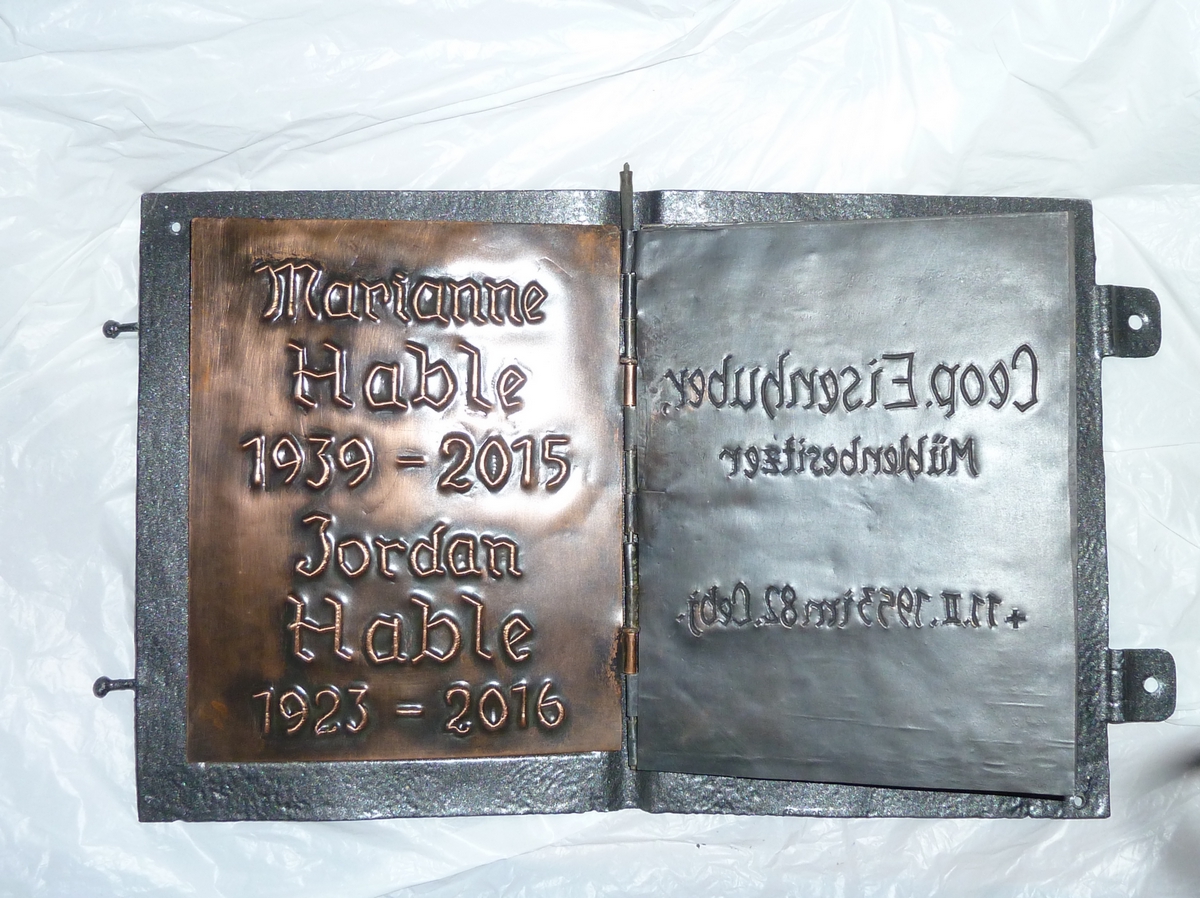 Marianne
Hable
1939 - 2015
Jordan
Hable
1923 - 2016
Leop. Eisenhuber,
Mühlenbesitzer
+ 11. II. 1953 im 82. Lebj.